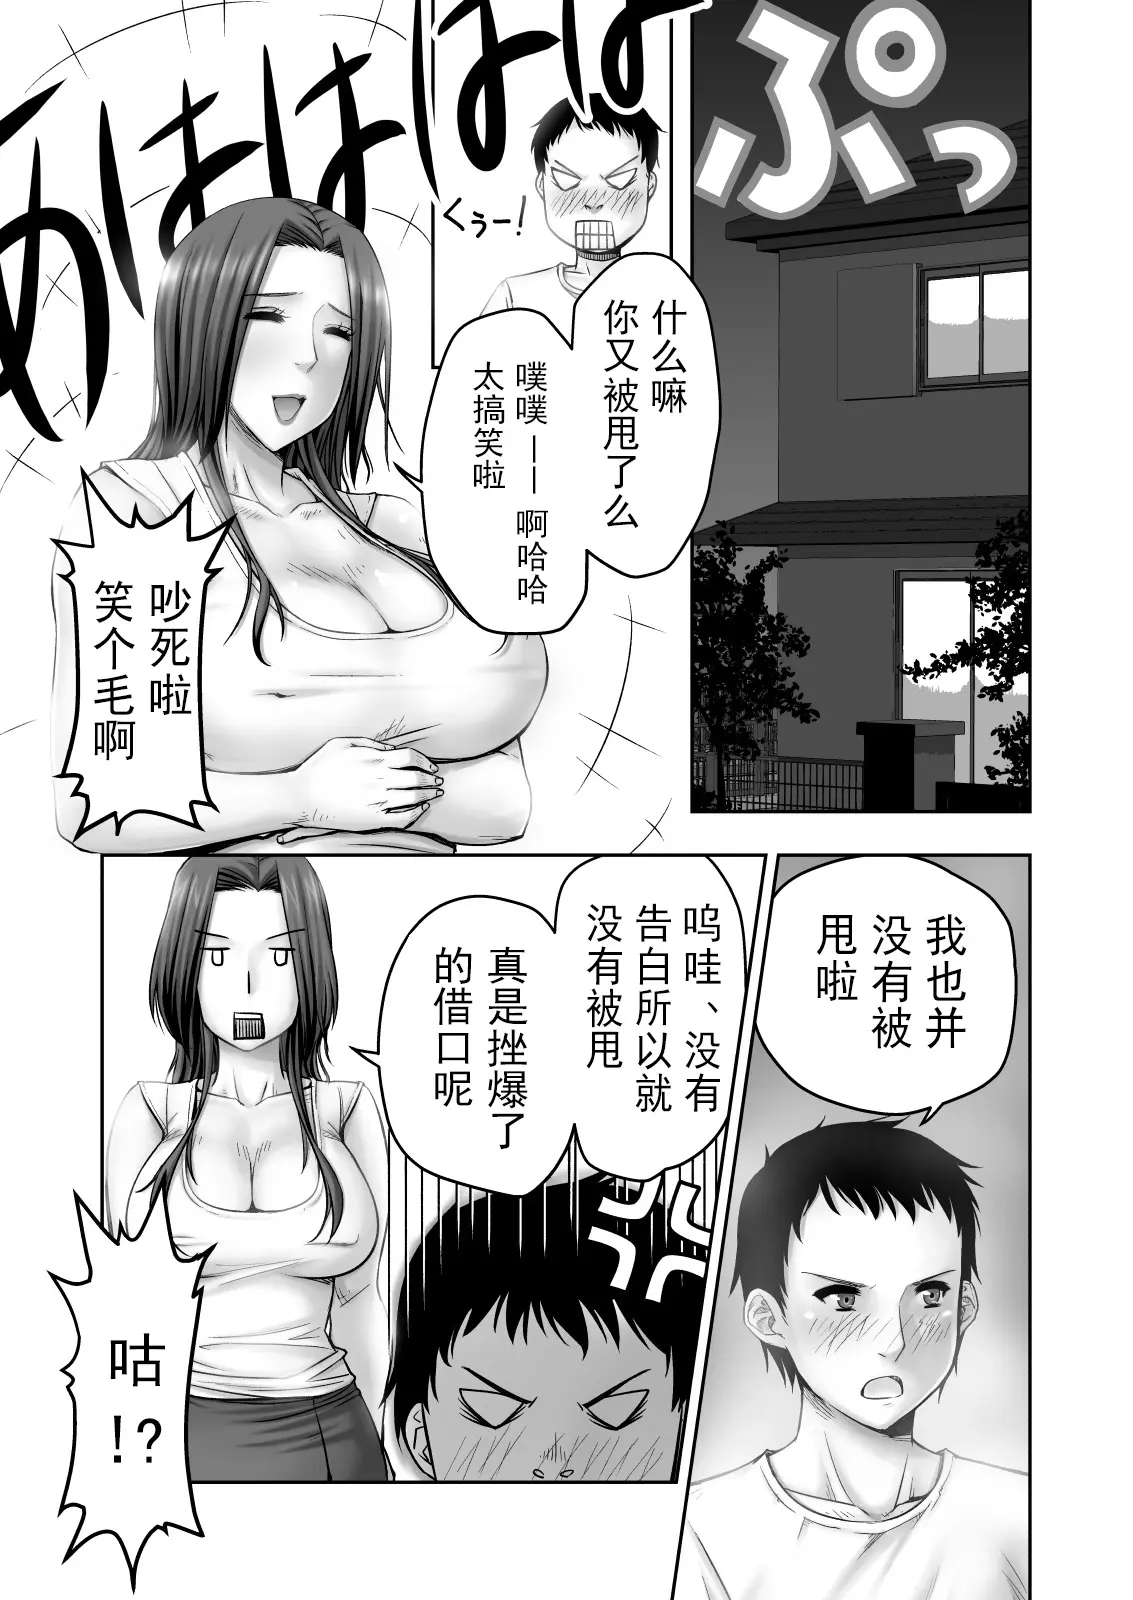 ぷっ
什么嘛
你又被甩了么
噗噗——啊哈哈
太搞笑啦
くぅー!
あはははは
吵死啦
笑个毛啊
我也并
没有被
甩啦
呜哇、没有
告白所以就
没有被甩
真是挫爆了
的借口呢
咕
!?